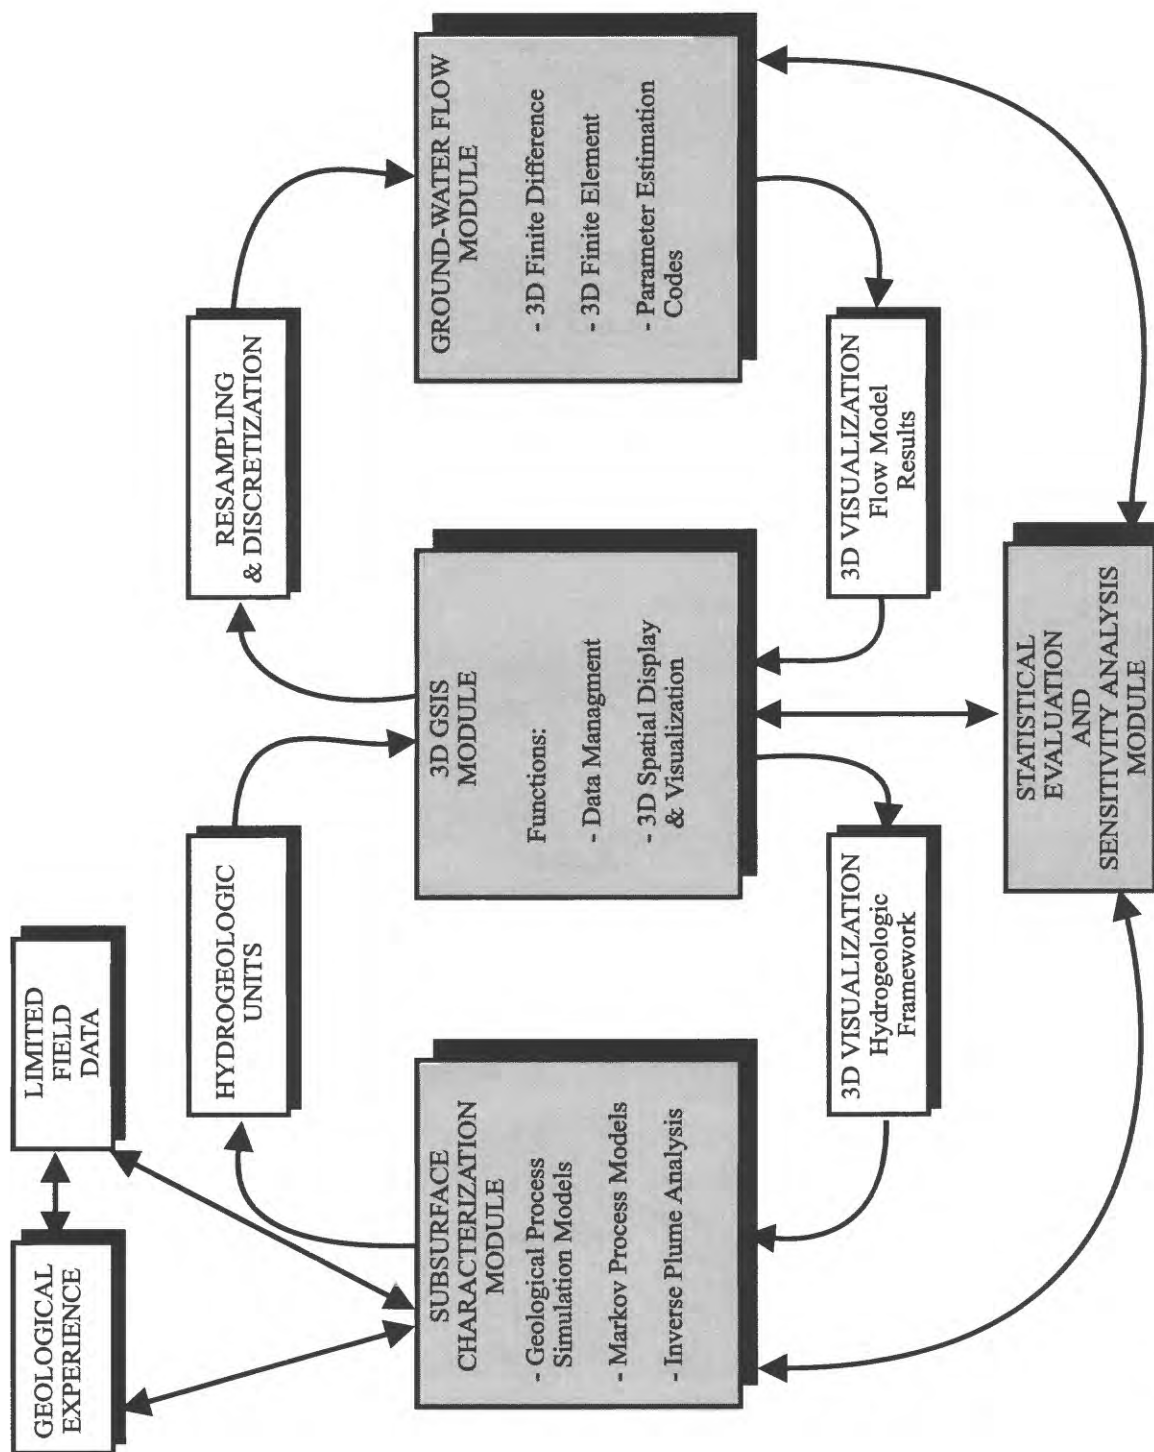 GEOLOGICAL
EXPERIENCE
LIMITED
FIELD
DATA
HYDROGEOLOGIC
UNITS
RESAMPLING
& DISCRETIZATION
SUBSURFACE
CHARACTERIZATION
MODULE
- Geological Process
Simulation Models
- Markov Process Models
- Inverse Plume Analysis
3D GSIS
MODULE
Functions:
- Data Managment
- 3D Spatial Display
& Visualization
GROUND-WATER FLOW
MODULE
- 3D Finite Difference
- 3D Finite Element
- Parameter Estimation
Codes
3D VISUALIZATION
Hydrogeologic
Framework
3D VISUALIZATION
Flow Model
Results
STATISTICAL
EVALUATION
AND
SENSITIVITY ANALYSIS
MODULE